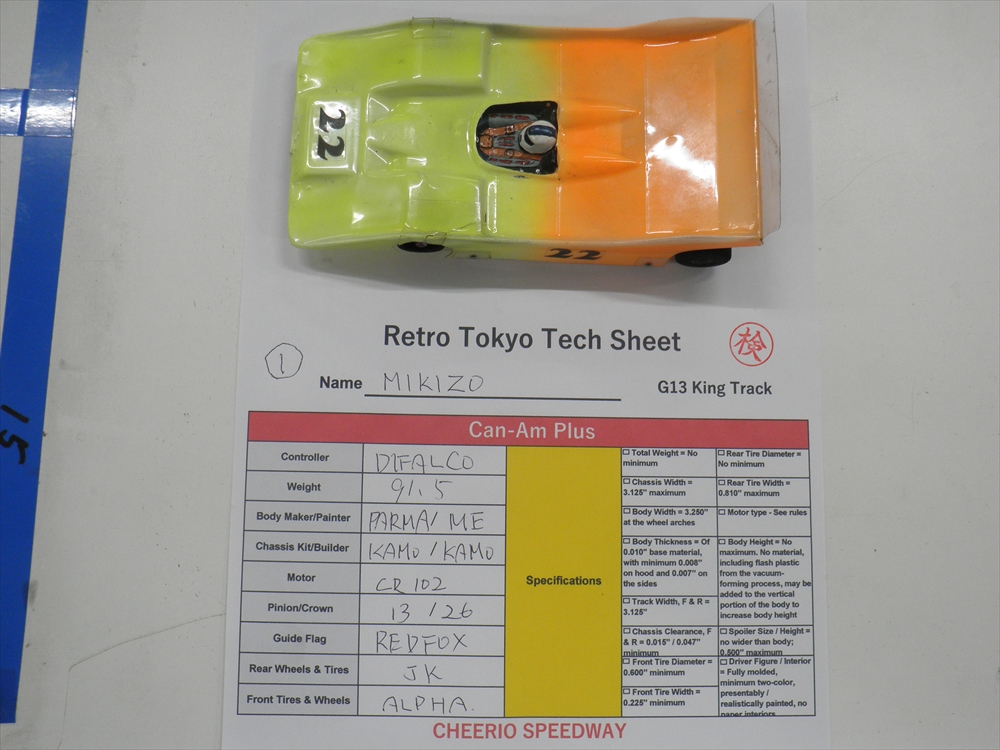 22
22
15
Retro Tokyo Tech Sheet
検
1
Name MIKIZO
G13 King Track
Can-Am Plus
Controller DIFALCO
Weight 91.5
Body Maker/Painter PARMA/ ME
Chassis Kit/Builder KAMO / KAMO
Motor CR 102
Pinion/Crown 13 / 26
Guide Flag REDFOX
Rear Wheels & Tires JK
Front Tires & Wheels ALPHA.
Specifications
☐ Total Weight = No
minimum
☐ Chassis Width =
3.125" maximum
☐ Body Width = 3.250"
at the wheel arches
☐ Body Thickness = Of
0.010" base material,
with minimum 0.008"
on hood and 0.007" on
the sides
☐ Track Width, F & R =
3.125"
☐ Chassis Clearance, F
& R = 0.015" / 0.047"
minimum
☐ Front Tire Diameter =
0.600" minimum
☐ Front Tire Width =
0.225" minimum
☐ Rear Tire Diameter =
No minimum
☐ Rear Tire Width =
0.810" maximum
☐ Motor type - See rules
☐ Body Height = No
maximum. No material,
including flash plastic
from the vacuum-
forming process, may be
added to the vertical
portion of the body to
increase body height
☐ Spoiler Size / Height =
no wider than body;
0.500" maximum
☐ Driver Figure / Interior
= Fully molded,
minimum two-color,
presentably /
realistically painted, no
paper interiors
CHEERIO SPEEDWAY